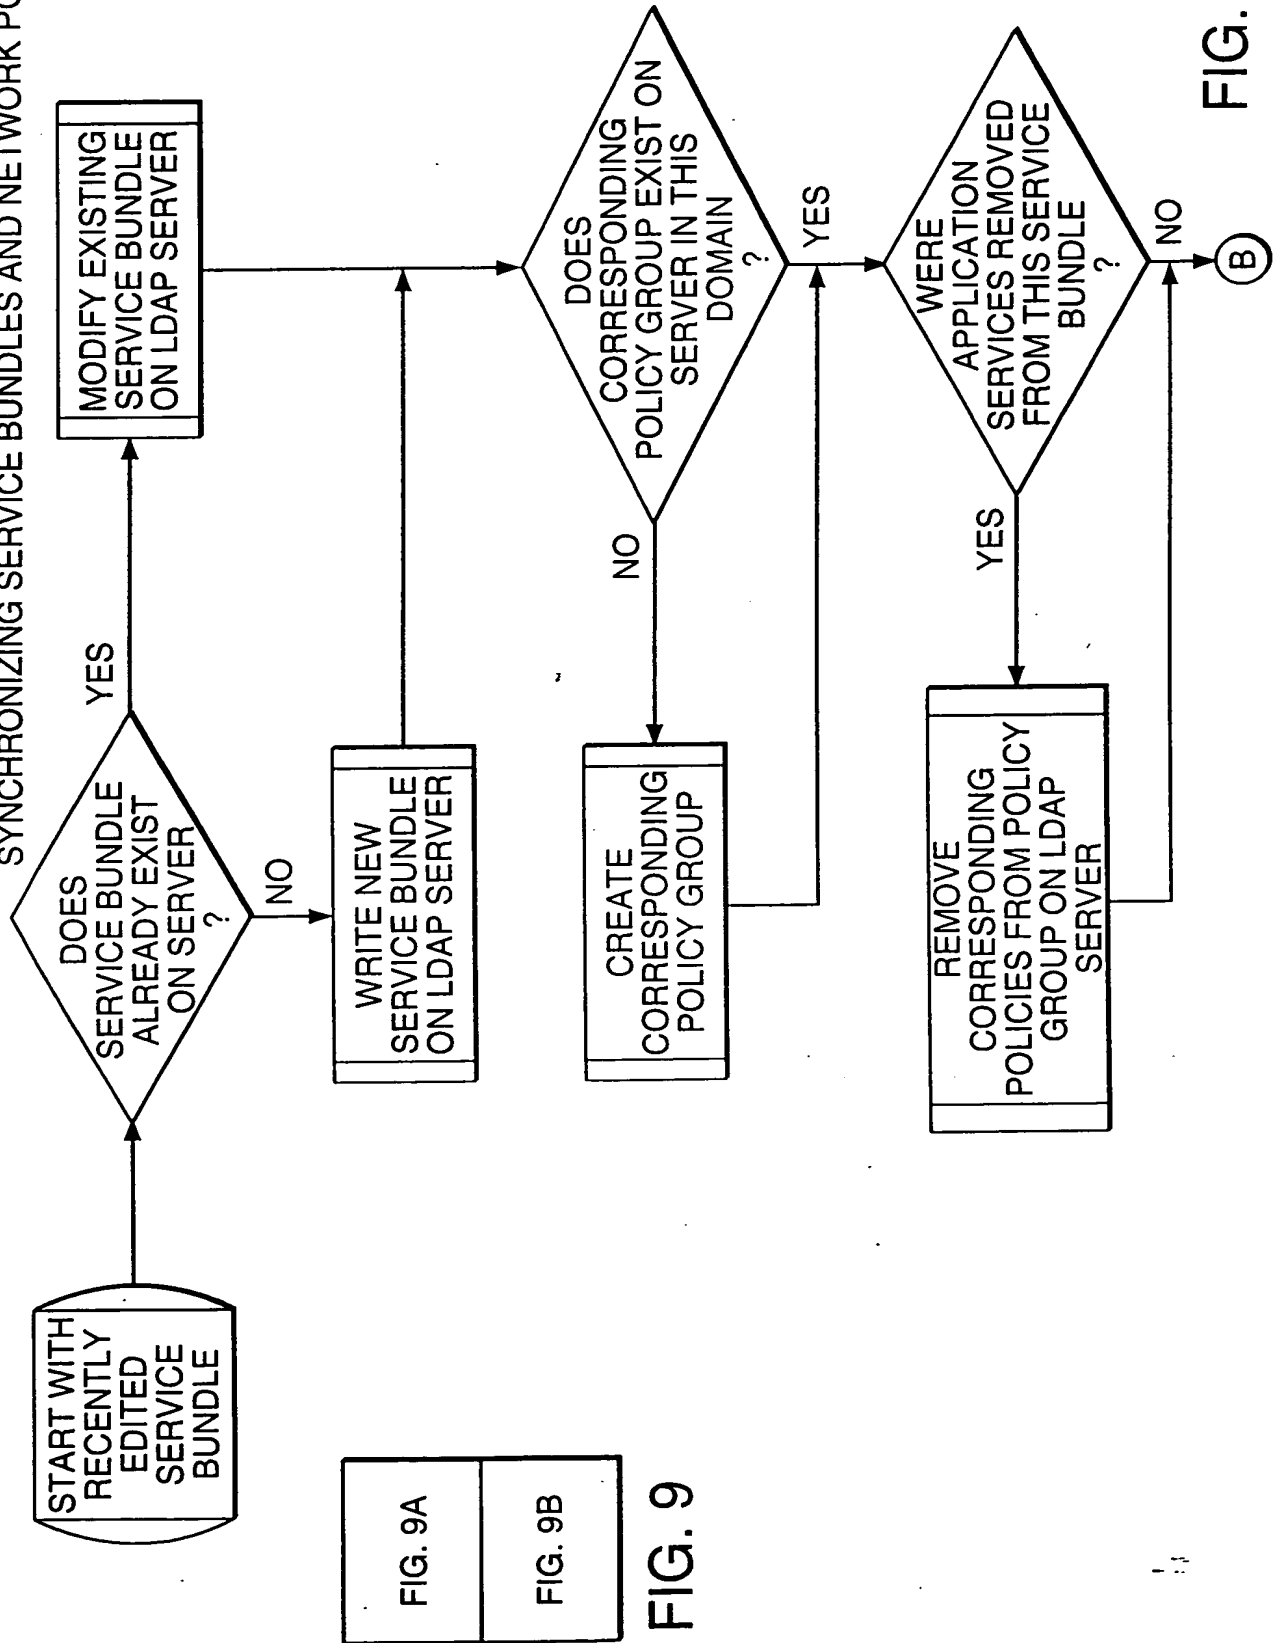 SYNCHRONIZING SERVICE BUNDLES AND NETWORK
START WITH
RECENTLY
EDITED
SERVICE
BUNDLE
DOES
SERVICE BUNDLE
ALREADY EXIST
ON SERVER
?
YES
MODIFY EXISTING
SERVICE BUNDLE
ON LDAP SERVER
NO
WRITE NEW
SERVICE BUNDLE
ON LDAP SERVER
DOES
CORRESPONDING
POLICY GROUP EXIST ON
SERVER IN THIS
DOMAIN
?
NO
CREATE
CORRESPONDING
POLICY GROUP
YES
WERE
APPLICATION
SERVICES REMOVED
FROM THIS SERVICE
BUNDLE
?
YES
REMOVE
CORRESPONDING
POLICIES FROM POLICY
GROUP ON LDAP
SERVER
NO
B
FIG. 9A
FIG. 9B
FIG. 9
FIG.